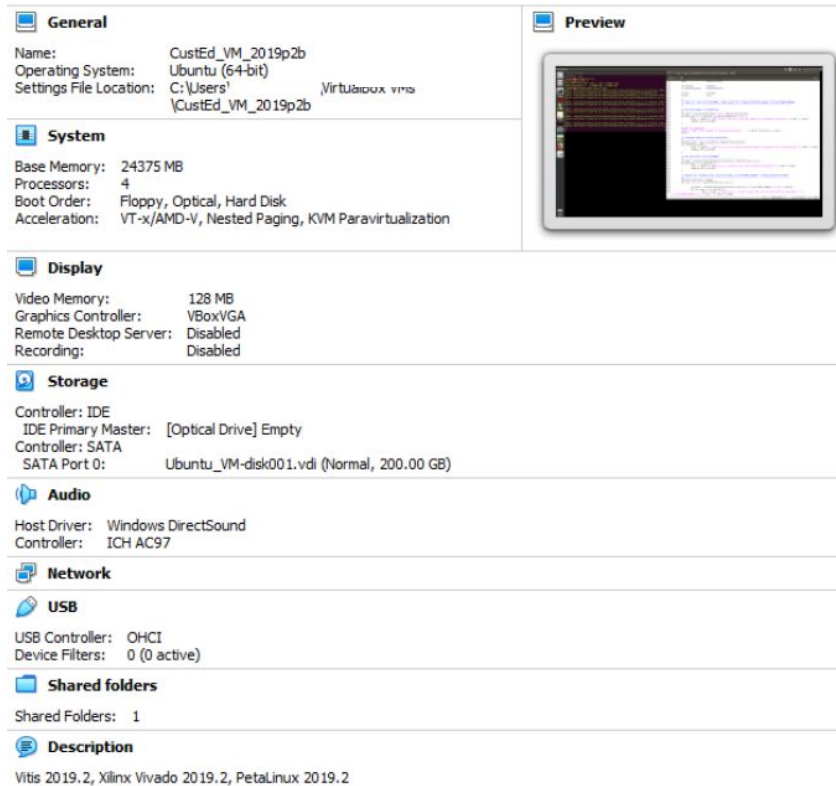 General
Name: CustEd_VM_2019p2b
Operating System: Ubuntu (64-bit)
Settings File Location: C:\Users'
\CustEd_VM_2019p2b
System
Base Memory: 24375 MB
Processors: 4
Boot Order: Floppy, Optical, Hard Disk
Acceleration: VT-x/AMD-V, Nested Paging, KVM Paravirtualization
Preview
Display
Video Memory: 128 MB
Graphics Controller: VBoxVGA
Remote Desktop Server: Disabled
Recording: Disabled
Storage
Controller: IDE
IDE Primary Master: [Optical Drive] Empty
Controller: SATA
SATA Port 0: Ubuntu_VM-disk001.vdi (Normal, 200.00 GB)
Audio
Host Driver: Windows DirectSound
Controller: ICH AC97
Network
USB
USB Controller: OHCI
Device Filters: 0 (0 active)
Shared folders
Shared Folders: 1
Description
Vitis 2019.2, Xilinx Vivado 2019.2, PetaLinux 2019.2